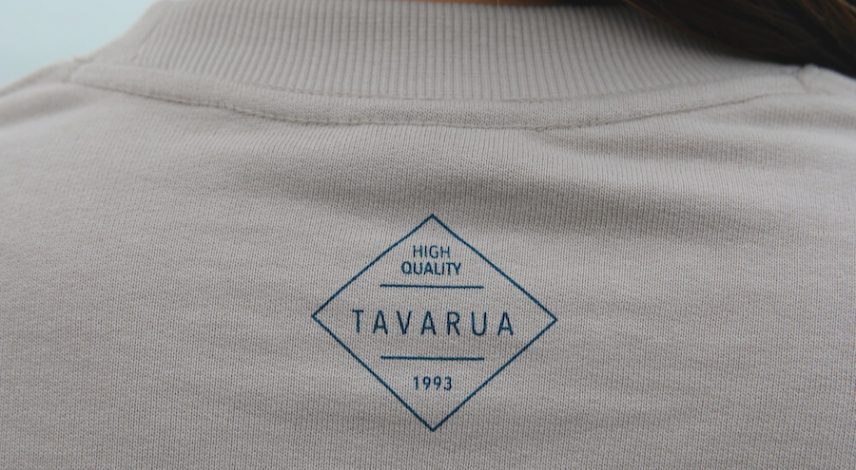 HIGH
QUALITY
TAVARUA
1993